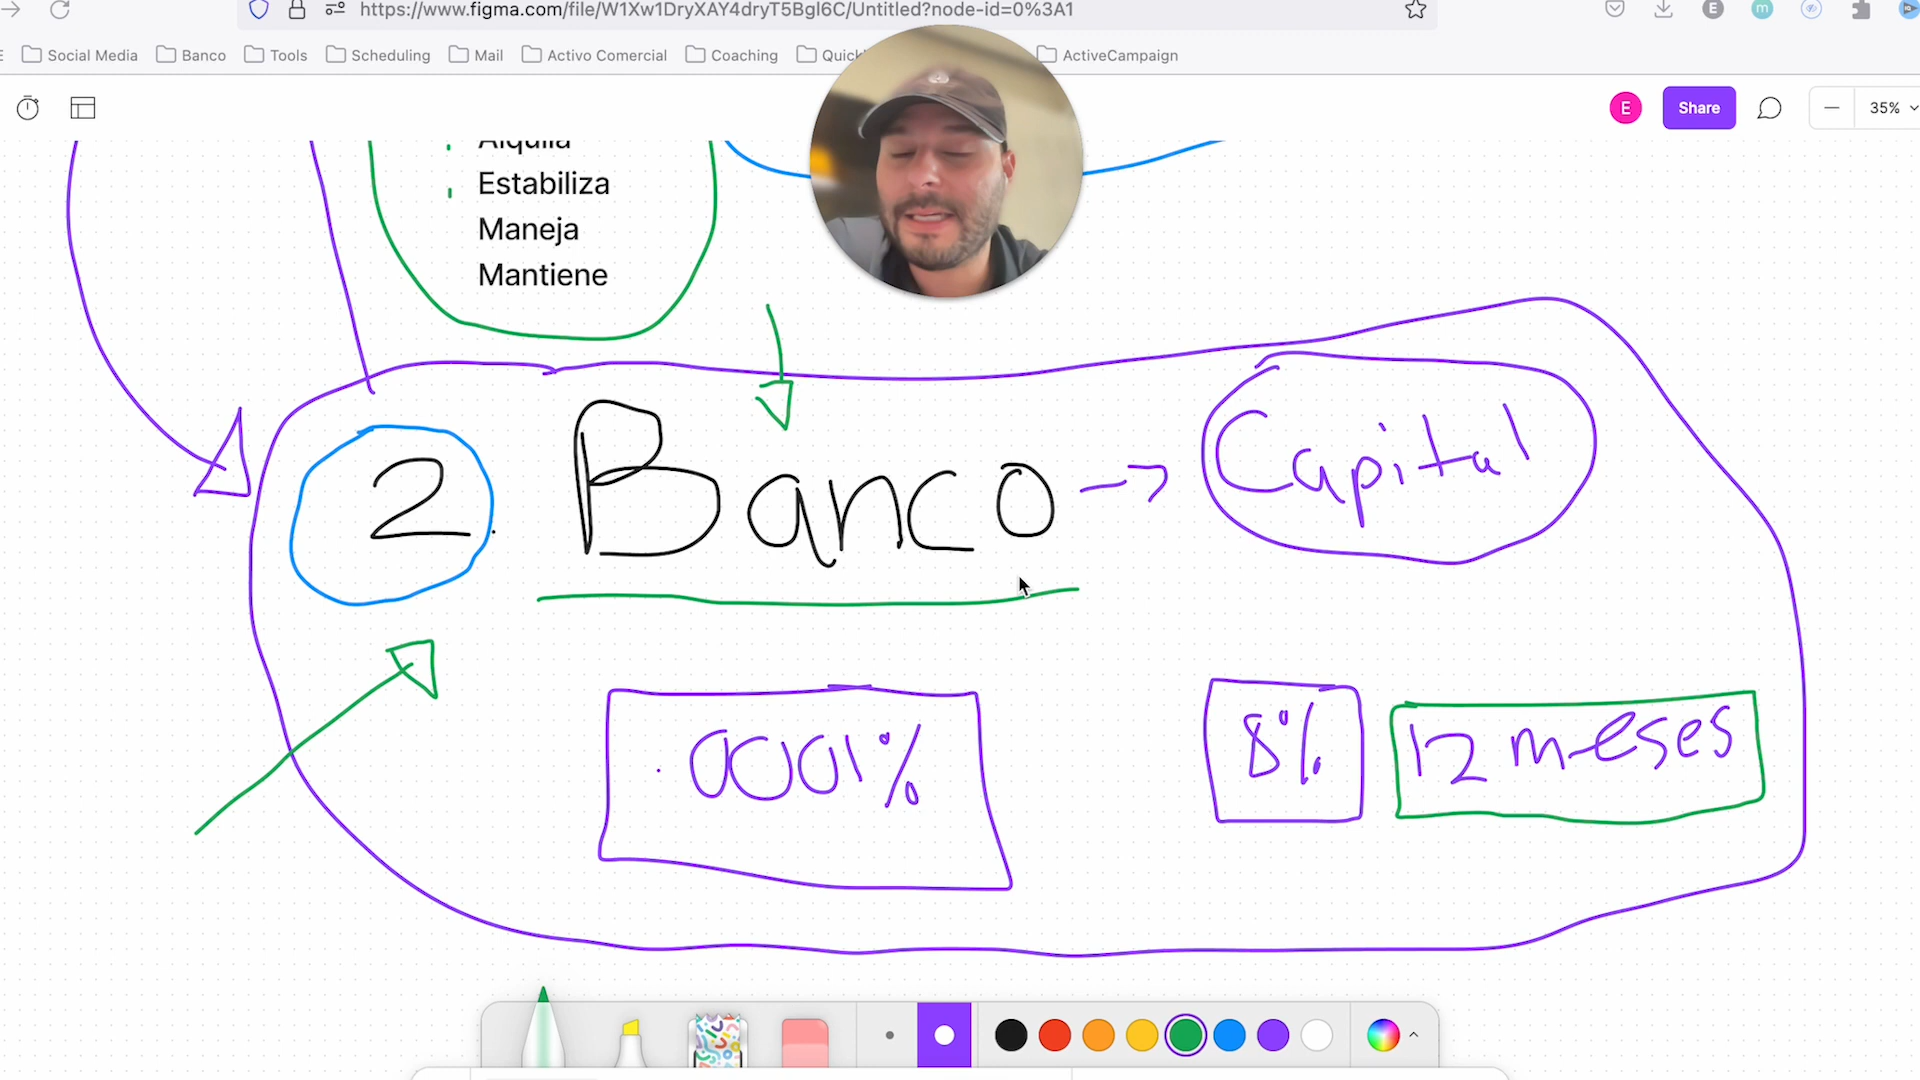 https://www.figma.com/file/W1Xw1DryXAY4dryT5Bgl6C/Untitled?node-id=0%3A1
E
m
Social Media
Banco
Tools
Scheduling
Mail
Activo Comercial
Coaching
ActiveCampaign
E
Share
35%
Alquila
Estabiliza
Maneja
Mantiene
2. Banco → Capital
.0001%
8%
12 meses